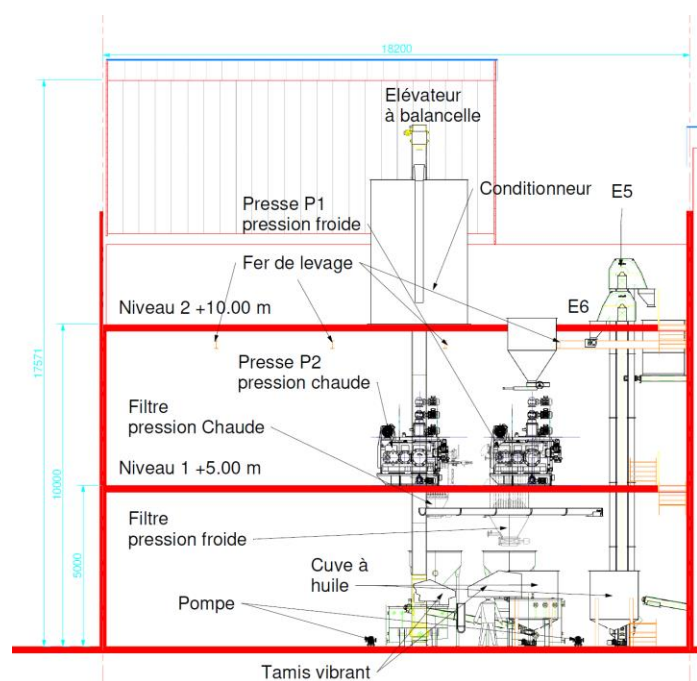 18200
Elévateur
à balancelle
Conditionneur
E5
Presse P1
pression froide
Fer de levage
E6
Niveau 2 +10.00 m
17571
Presse P2
pression chaude
Filtre
pression Chaude
Niveau 1 +5.00 m
10000
Filtre
pression froide
5000
Cuve à
huile
Pompe
Tamis vibrant